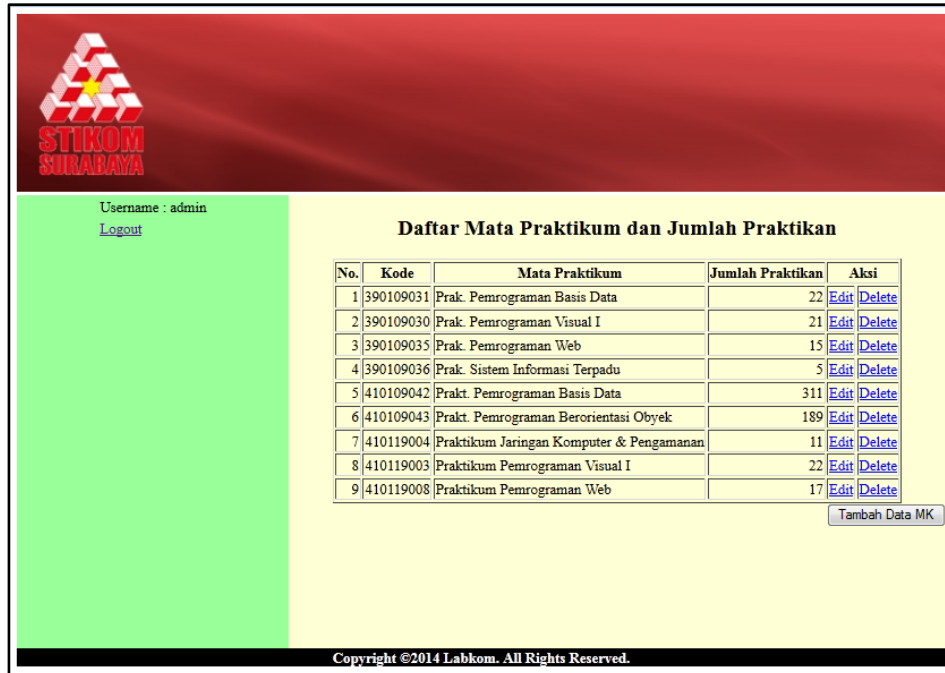 STIKOM
SURABAYA
Username : admin
Logout
Daftar Mata Praktikum dan Jumlah Praktikan
No. Kode Mata Praktikum Jumlah Praktikan Aksi
1 390109031 Prak. Pemrograman Basis Data 22 Edit Delete
2 390109030 Prak. Pemrograman Visual I 21 Edit Delete
3 390109035 Prak. Pemrograman Web 15 Edit Delete
4 390109036 Prak. Sistem Informasi Terpadu 5 Edit Delete
5 410109042 Prakt. Pemrograman Basis Data 311 Edit Delete
6 410109043 Prakt. Pemrograman Berorientasi Obyek 189 Edit Delete
7 410119004 Praktikum Jaringan Komputer & Pengamanan 11 Edit Delete
8 410119003 Praktikum Pemrograman Visual I 22 Edit Delete
9 410119008 Praktikum Pemrograman Web 17 Edit Delete
Tambah Data MK
Copyright ©2014 Labkom. All Rights Reserved.